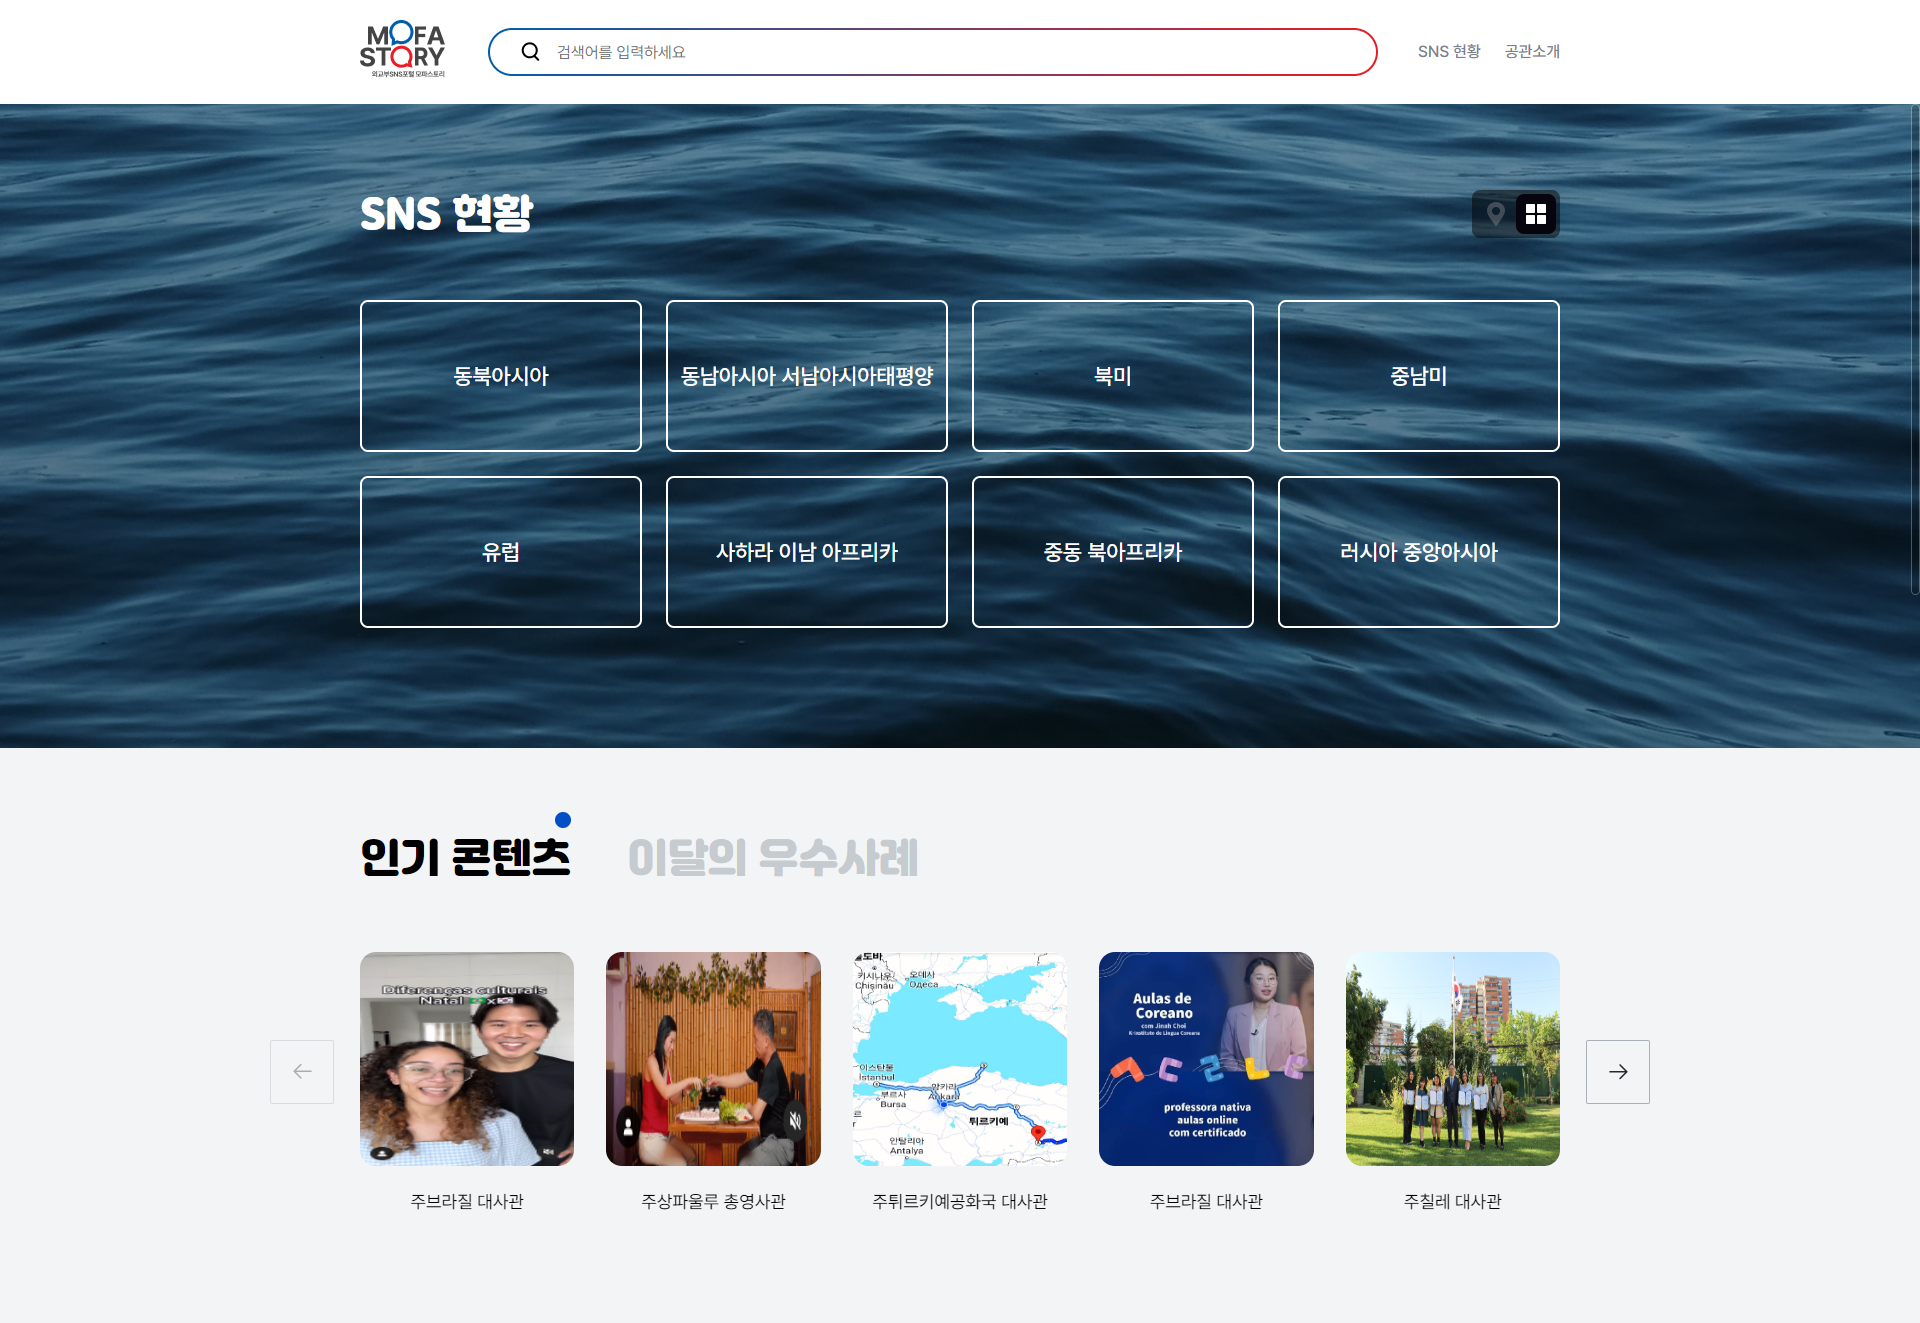 MOFA
STORY
외교부SNS포털 모파스토리
검색어를 입력하세요
SNS 현황
공관소개
SNS 현황
동북아시아
동남아시아 서남아시아태평양
북미
중남미
유럽
사하라 이남 아프리카
중동 북아프리카
러시아 중앙아시아
인기 콘텐츠
이달의 우수사례
Diferenças culturais
Natal x
도바
키시나우
Chișinău
오데사
Одеса
이스탄불
İstanbul
부르사
Bursa
앙카라
Ankara
튀르키예
안탈리아
Antalya
Aulas de
Coreano
com Jinah Choi
professora nativa
aulas online
com certificado
주브라질 대사관
주상파울루 총영사관
주튀르키예공화국 대사관
주브라질 대사관
주칠레 대사관